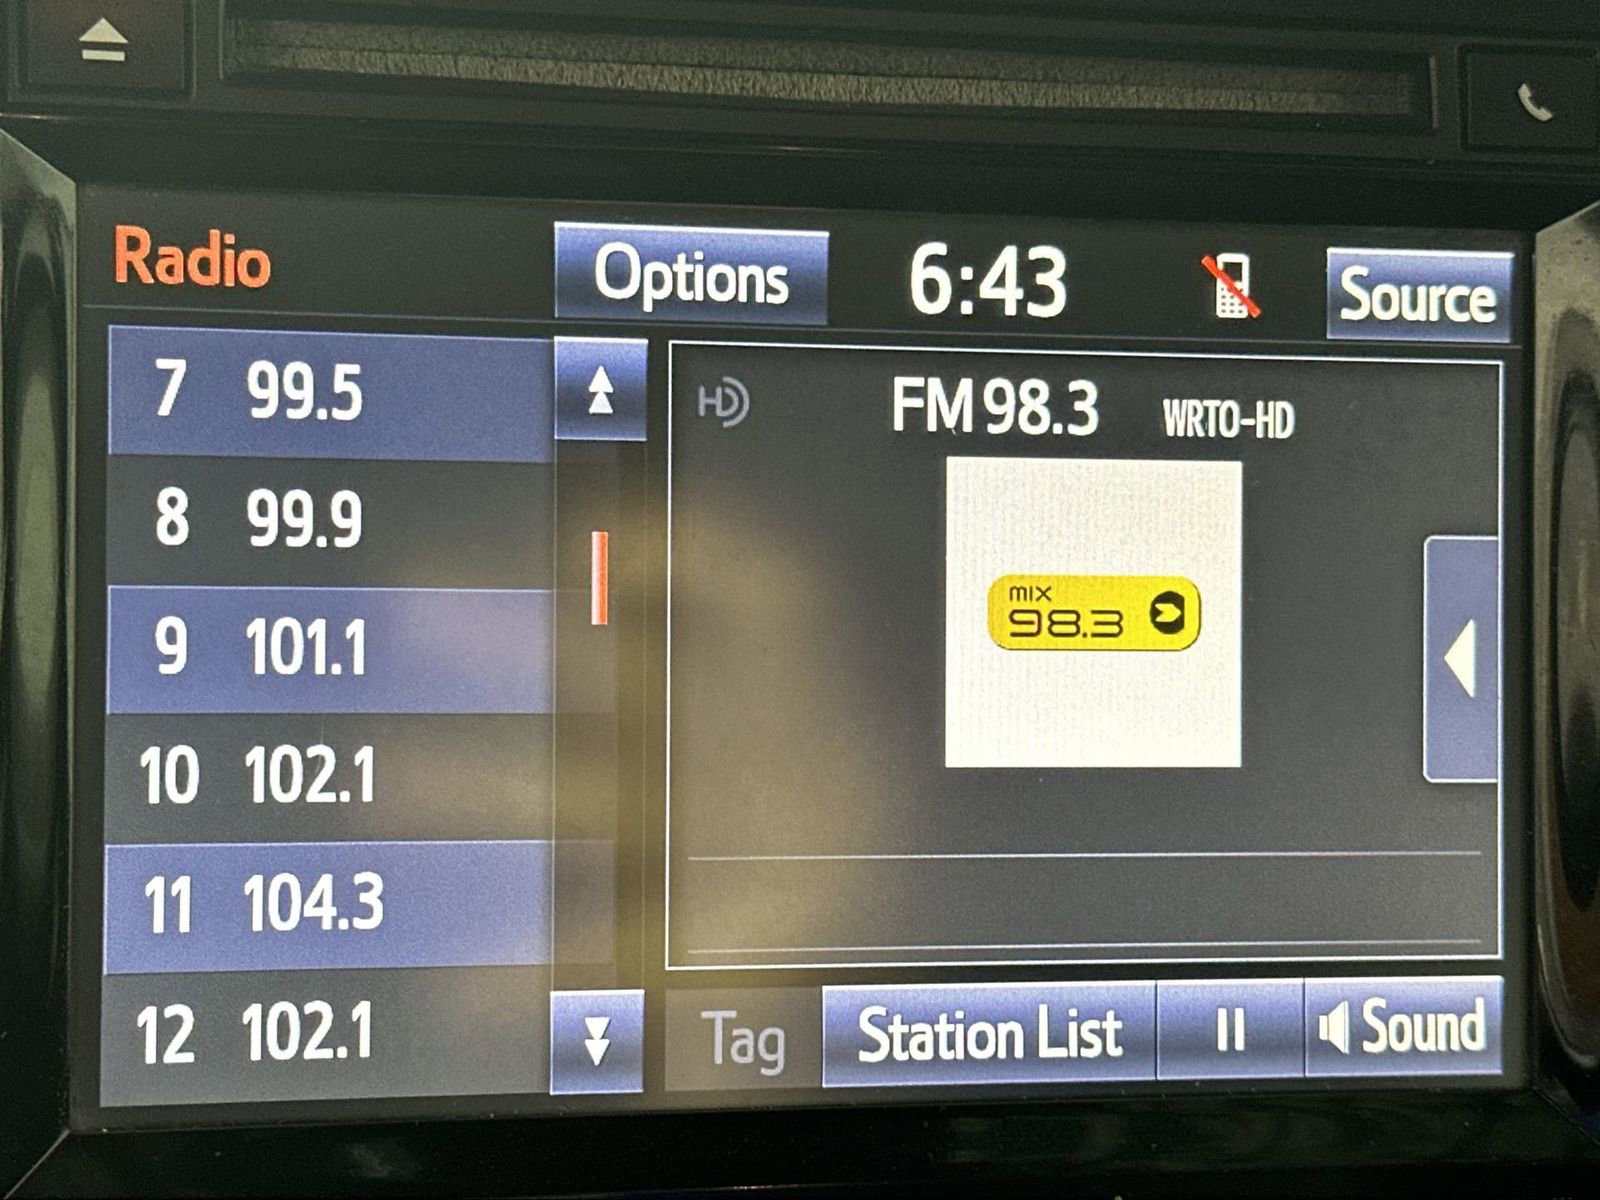 Radio
Options
6:43
Source
7 99.5
8 99.9
9 101.1
10 102.1
11 104.3
12 102.1
HD
FM 98.3 WRTO-HD
mix
98.3
Tag
Station List
Sound